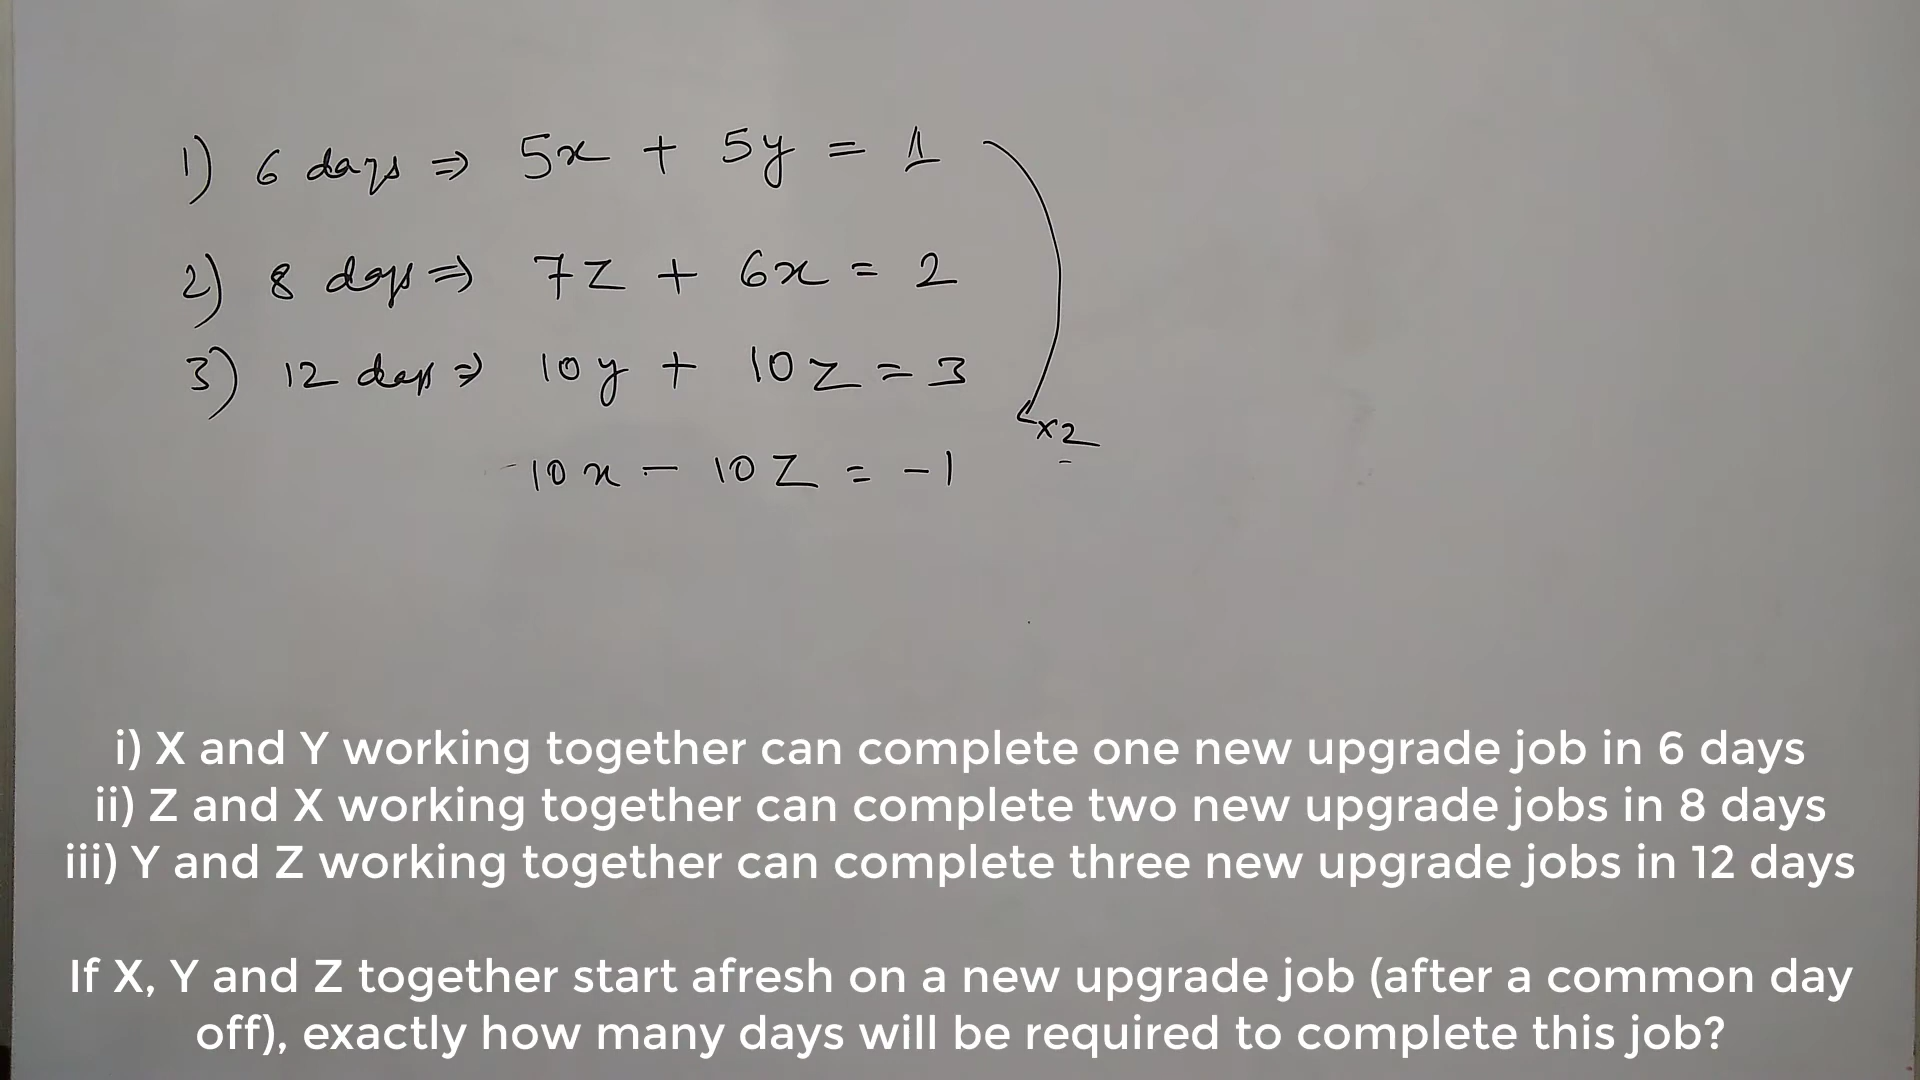 1) 6 days ⇒ 5x + 5y = 1
2) 8 days ⇒ 7z + 6x = 2
3) 12 days ⇒ 10y + 10z = 3
x2
10x - 10z = -1
i) X and Y working together can complete one new upgrade job in 6 days
ii) Z and X working together can complete two new upgrade jobs in 8 days
iii) Y and Z working together can complete three new upgrade jobs in 12 days
If X, Y and Z together start afresh on a new upgrade job (after a common day
off), exactly how many days will be required to complete this job?